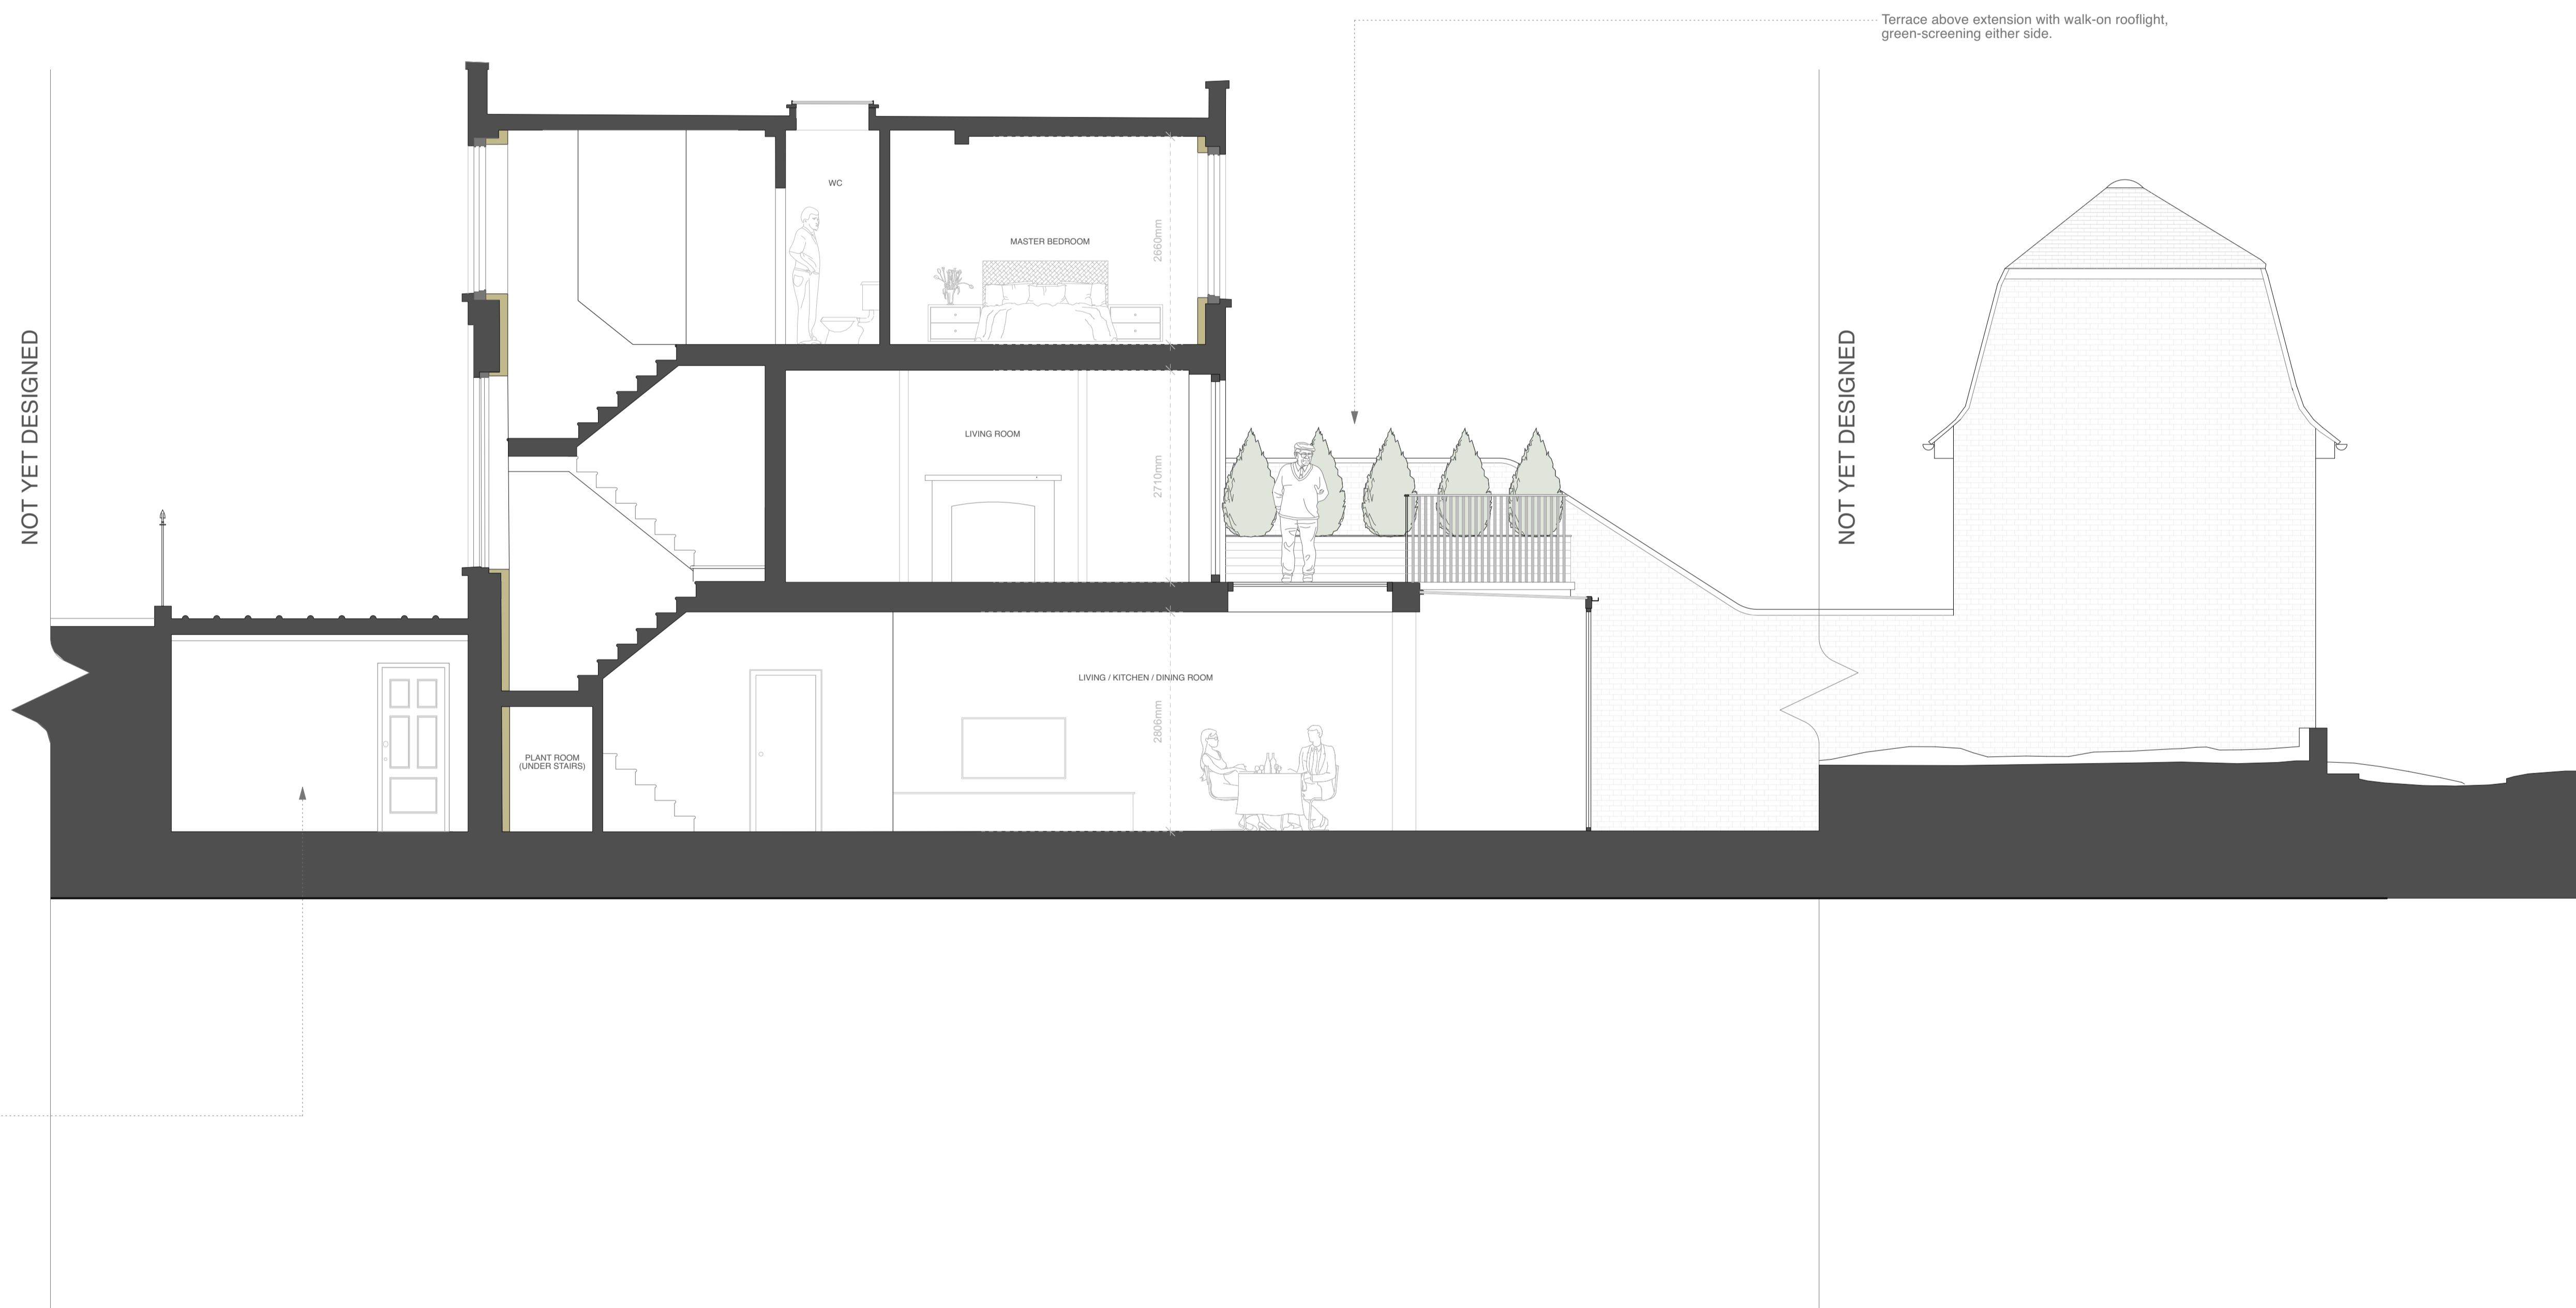 Terrace above extension with walk-on rooflight,
green-screening either side.
WC
MASTER BEDROOM
2660mm
NOT YET DESIGNED
NOT YET DESIGNED
LIVING ROOM
2710mm
LIVING / KITCHEN / DINING ROOM
2806mm
PLANT ROOM
(UNDER STAIRS)